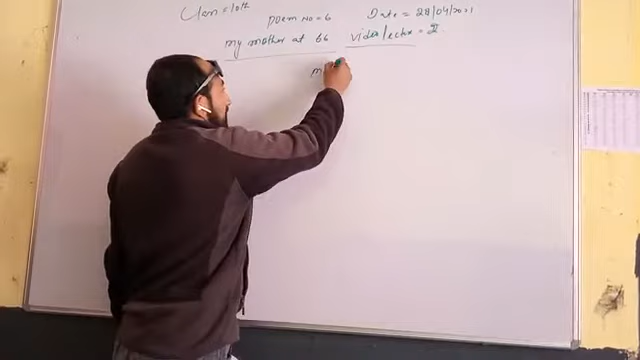 Class = 10th
Poem No = 6 Date = 28/04/2021
my mother at 66 video lecture = 2
m